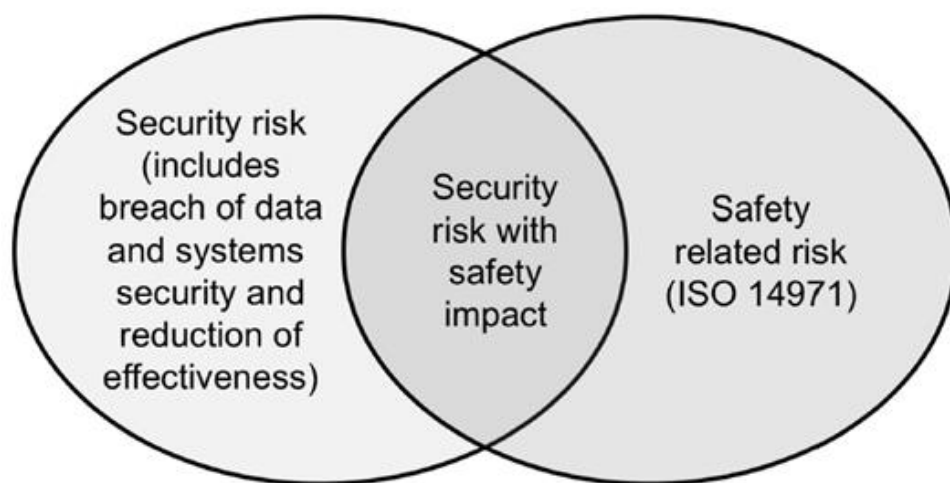 Security risk
(includes
breach of data
and systems
security and
reduction of
effectiveness)
Security
risk with
safety
impact
Safety
related risk
(ISO 14971)